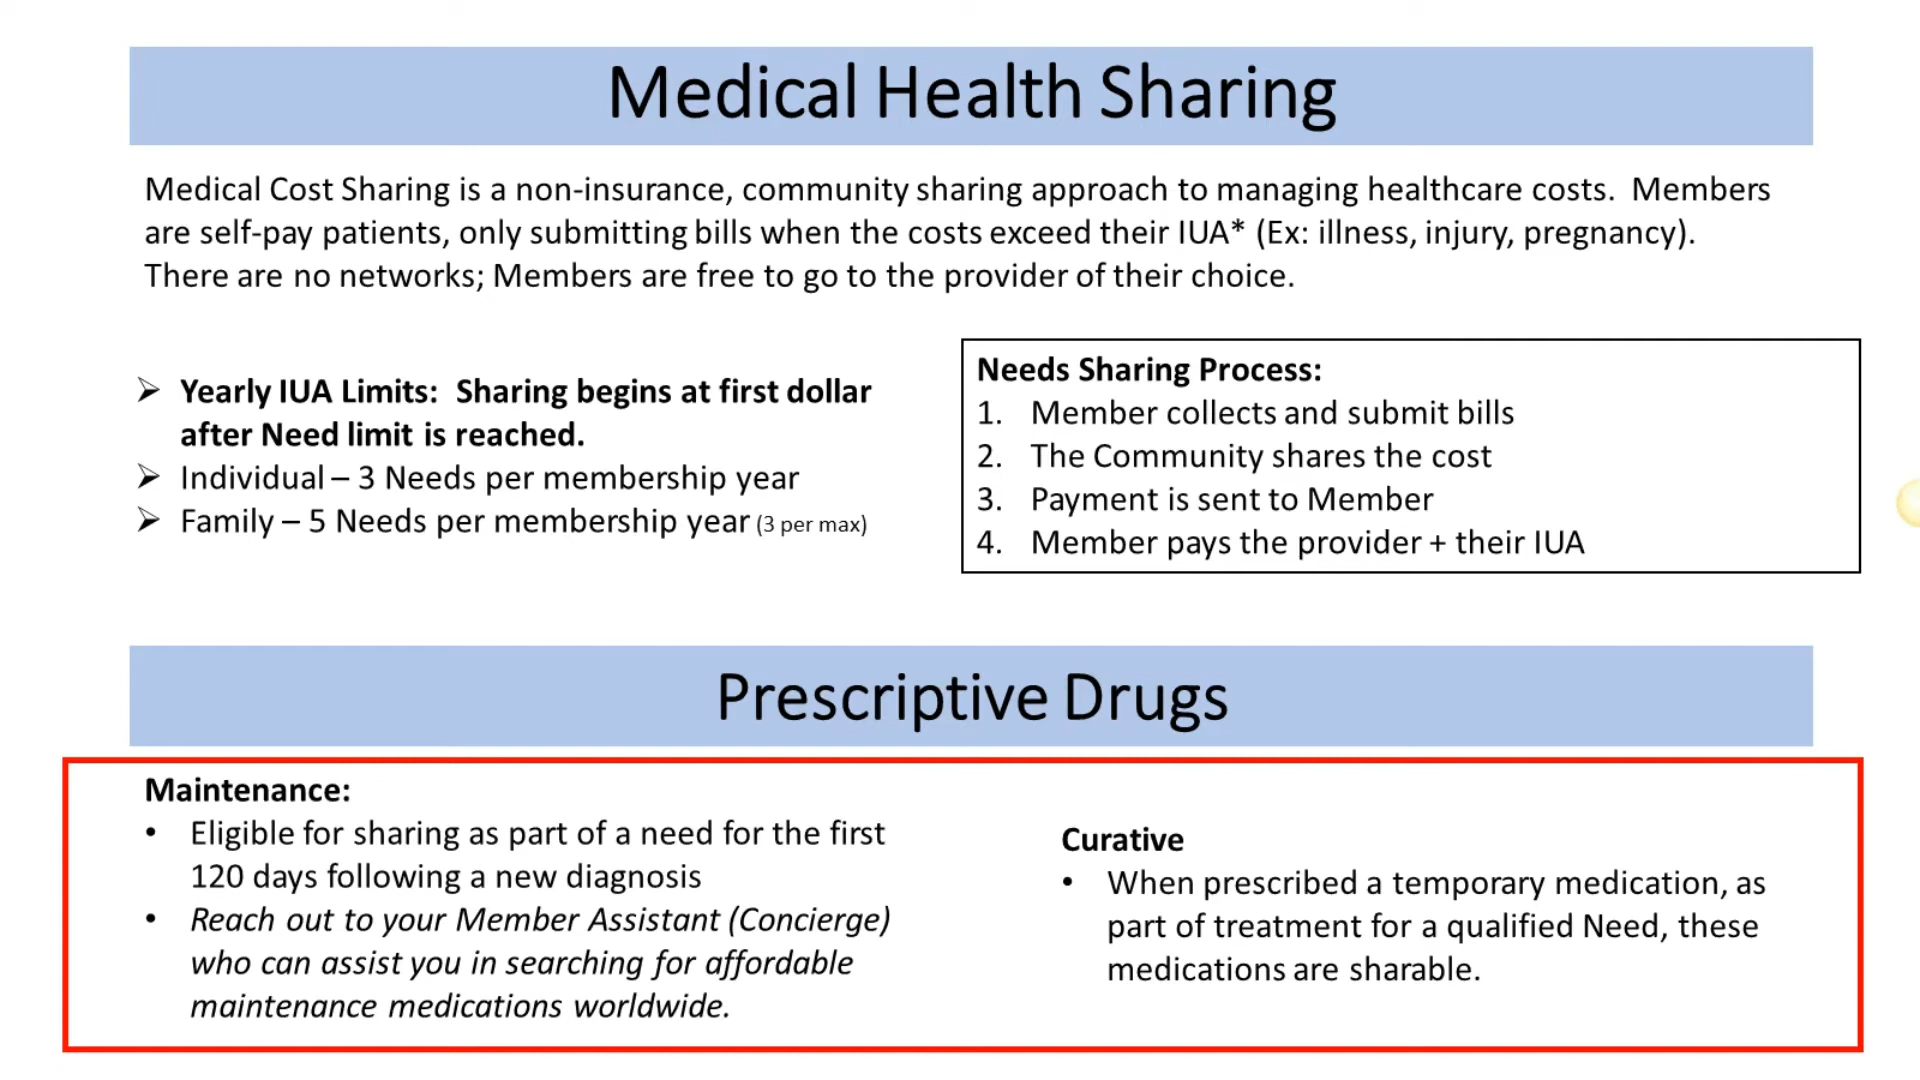 Medical Health Sharing
Medical Cost Sharing is a non-insurance, community sharing approach to managing healthcare costs.  Members
are self-pay patients, only submitting bills when the costs exceed their IUA* (Ex: illness, injury, pregnancy).
There are no networks; Members are free to go to the provider of their choice.
➢ Yearly IUA Limits:  Sharing begins at first dollar
after Need limit is reached.
➢ Individual – 3 Needs per membership year
➢ Family – 5 Needs per membership year (3 per max)
Needs Sharing Process:
1. Member collects and submit bills
2. The Community shares the cost
3. Payment is sent to Member
4. Member pays the provider + their IUA
Prescriptive Drugs
Maintenance:
• Eligible for sharing as part of a need for the first
120 days following a new diagnosis
• Reach out to your Member Assistant (Concierge)
who can assist you in searching for affordable
maintenance medications worldwide.
Curative
• When prescribed a temporary medication, as
part of treatment for a qualified Need, these
medications are sharable.